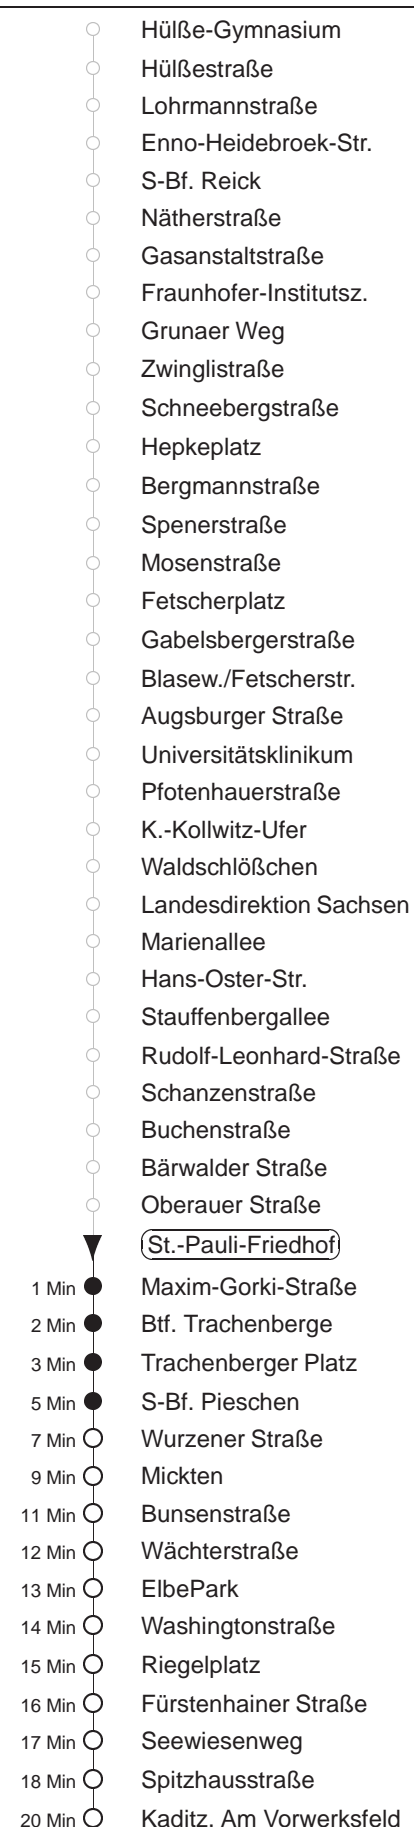 Hülße-Gymnasium
Hülßestraße
Lohrmannstraße
Enno-Heidebroek-Str.
S-Bf. Reick
Nätherstraße
Gasanstaltstraße
Fraunhofer-Institutsz.
Grunaer Weg
Zwinglistraße
Schneebergstraße
Hepkeplatz
Bergmannstraße
Spenerstraße
Mosenstraße
Fetscherplatz
Gabelsbergerstraße
Blasew./Fetscherstr.
Augsburger Straße
Universitätsklinikum
Pfotenhauerstraße
K.-Kollwitz-Ufer
Waldschlößchen
Landesdirektion Sachsen
Marienallee
Hans-Oster-Str.
Stauffenbergallee
Rudolf-Leonhard-Straße
Schanzenstraße
Buchenstraße
Bärwalder Straße
Oberauer Straße
St.-Pauli-Friedhof
1 Min Maxim-Gorki-Straße
2 Min Btf. Trachenberge
3 Min Trachenberger Platz
5 Min S-Bf. Pieschen
7 Min Wurzener Straße
9 Min Mickten
11 Min Bunsenstraße
12 Min Wächterstraße
13 Min ElbePark
14 Min Washingtonstraße
15 Min Riegelplatz
16 Min Fürstenhainer Straße
17 Min Seewiesenweg
18 Min Spitzhausstraße
20 Min Kaditz, Am Vorwerksfeld